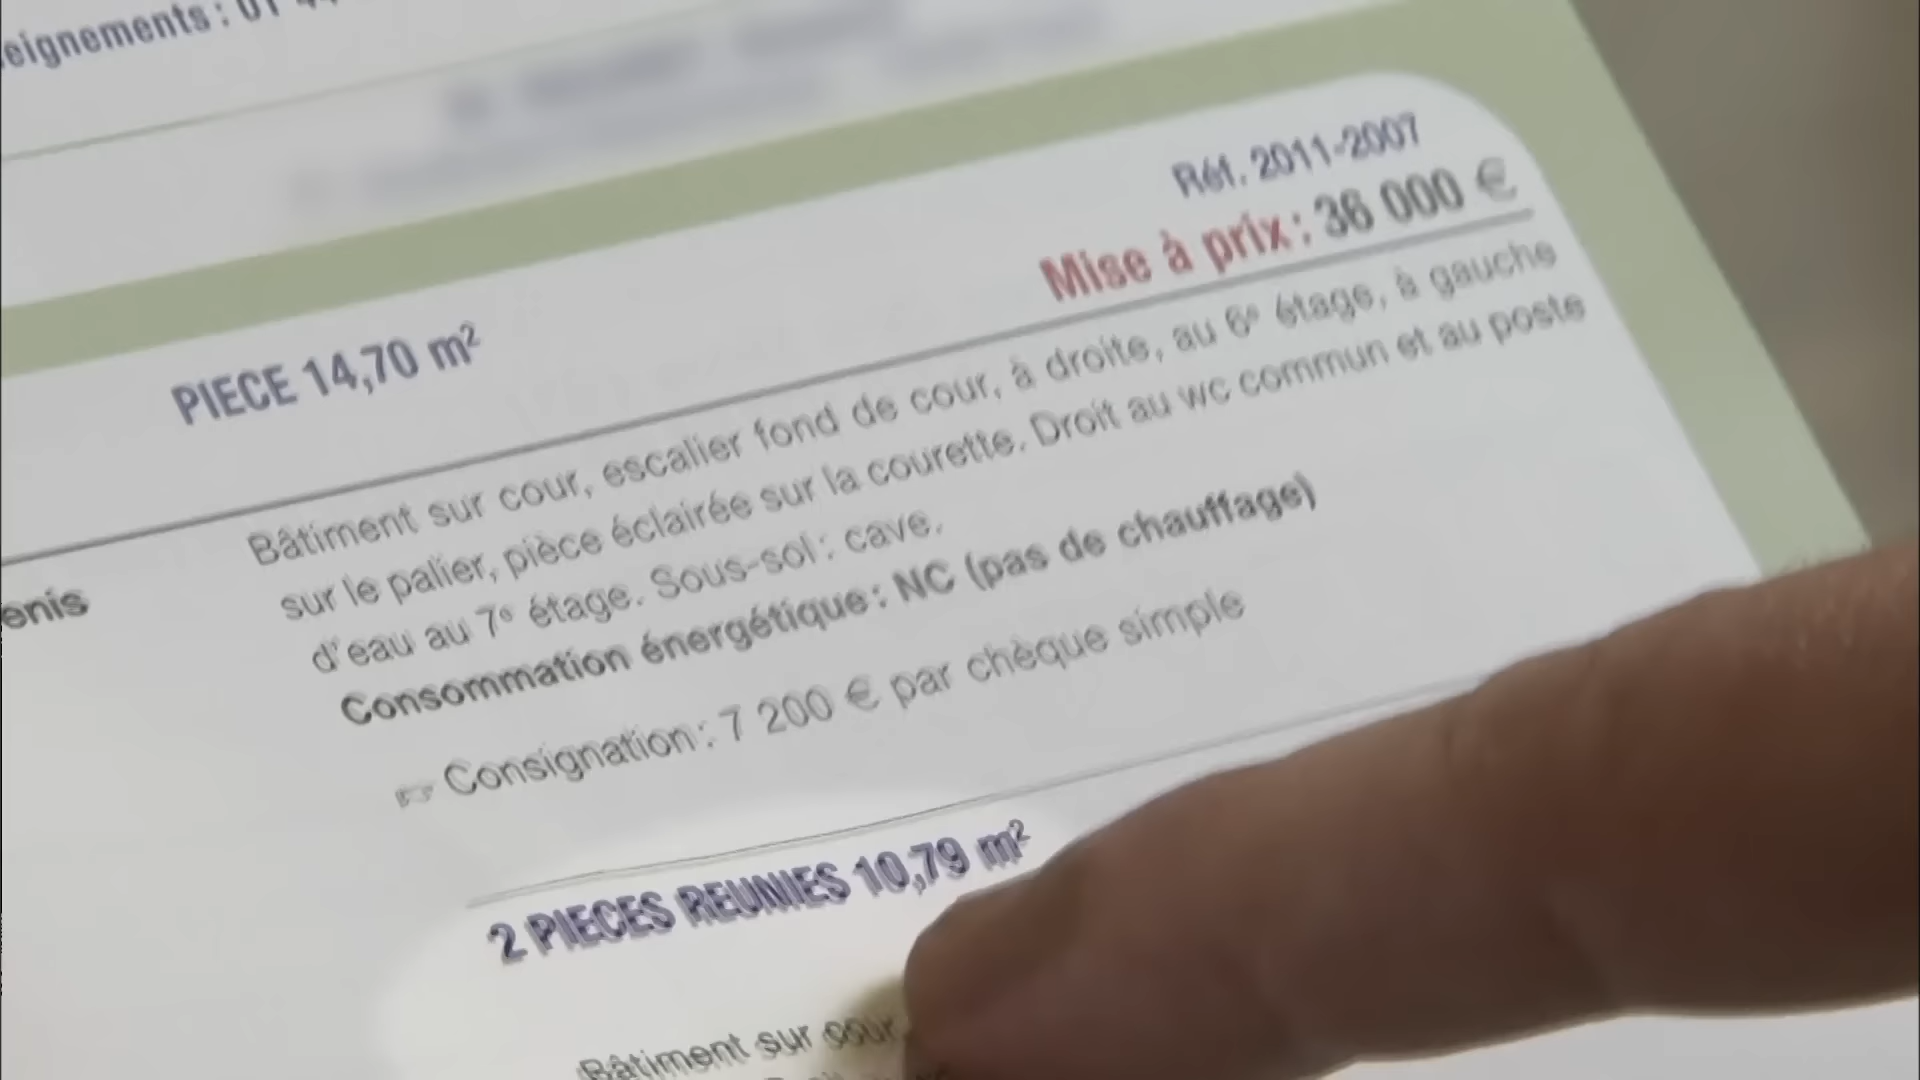 eignements : 01
Réf. 2011-2007
Mise à prix : 36 000 €
PIECE 14,70 m²
Bâtiment sur cour, escalier fond de cour, à droite, au 6e étage, à gauche
sur le palier, pièce éclairée sur la courette. Droit au wc commun et au poste
d'eau au 7e étage. Sous-sol : cave.
enis
Consommation énergétique : NC (pas de chauffage)
☞ Consignation : 7 200 € par chèque simple
2 PIECES REUNIES 10,79 m²
Bâtiment sur cour